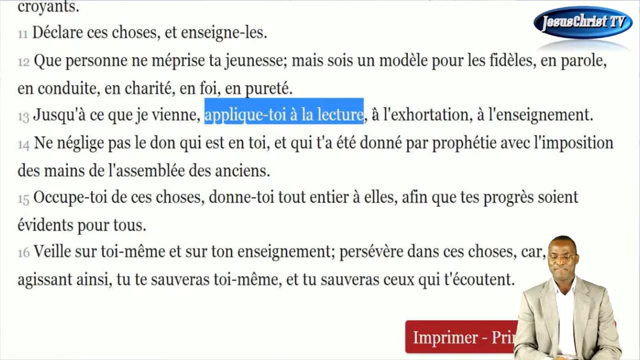 JesusChrist TV
croyants.
11 Déclare ces choses, et enseigne-les.
12 Que personne ne méprise ta jeunesse; mais sois un modèle pour les fidèles, en parole,
en conduite, en charité, en foi, en pureté.
13 Jusqu'à ce que je vienne, applique-toi à la lecture, à l'exhortation, à l'enseignement.
14 Ne néglige pas le don qui est en toi, et qui t'a été donné par prophétie avec l'imposition
des mains de l'assemblée des anciens.
15 Occupe-toi de ces choses, donne-toi tout entier à elles, afin que tes progrès soient
évidents pour tous.
16 Veille sur toi-même et sur ton enseignement; persévère dans ces choses, car,
agissant ainsi, tu te sauveras toi-même, et tu sauveras ceux qui t'écoutent.
Imprimer -